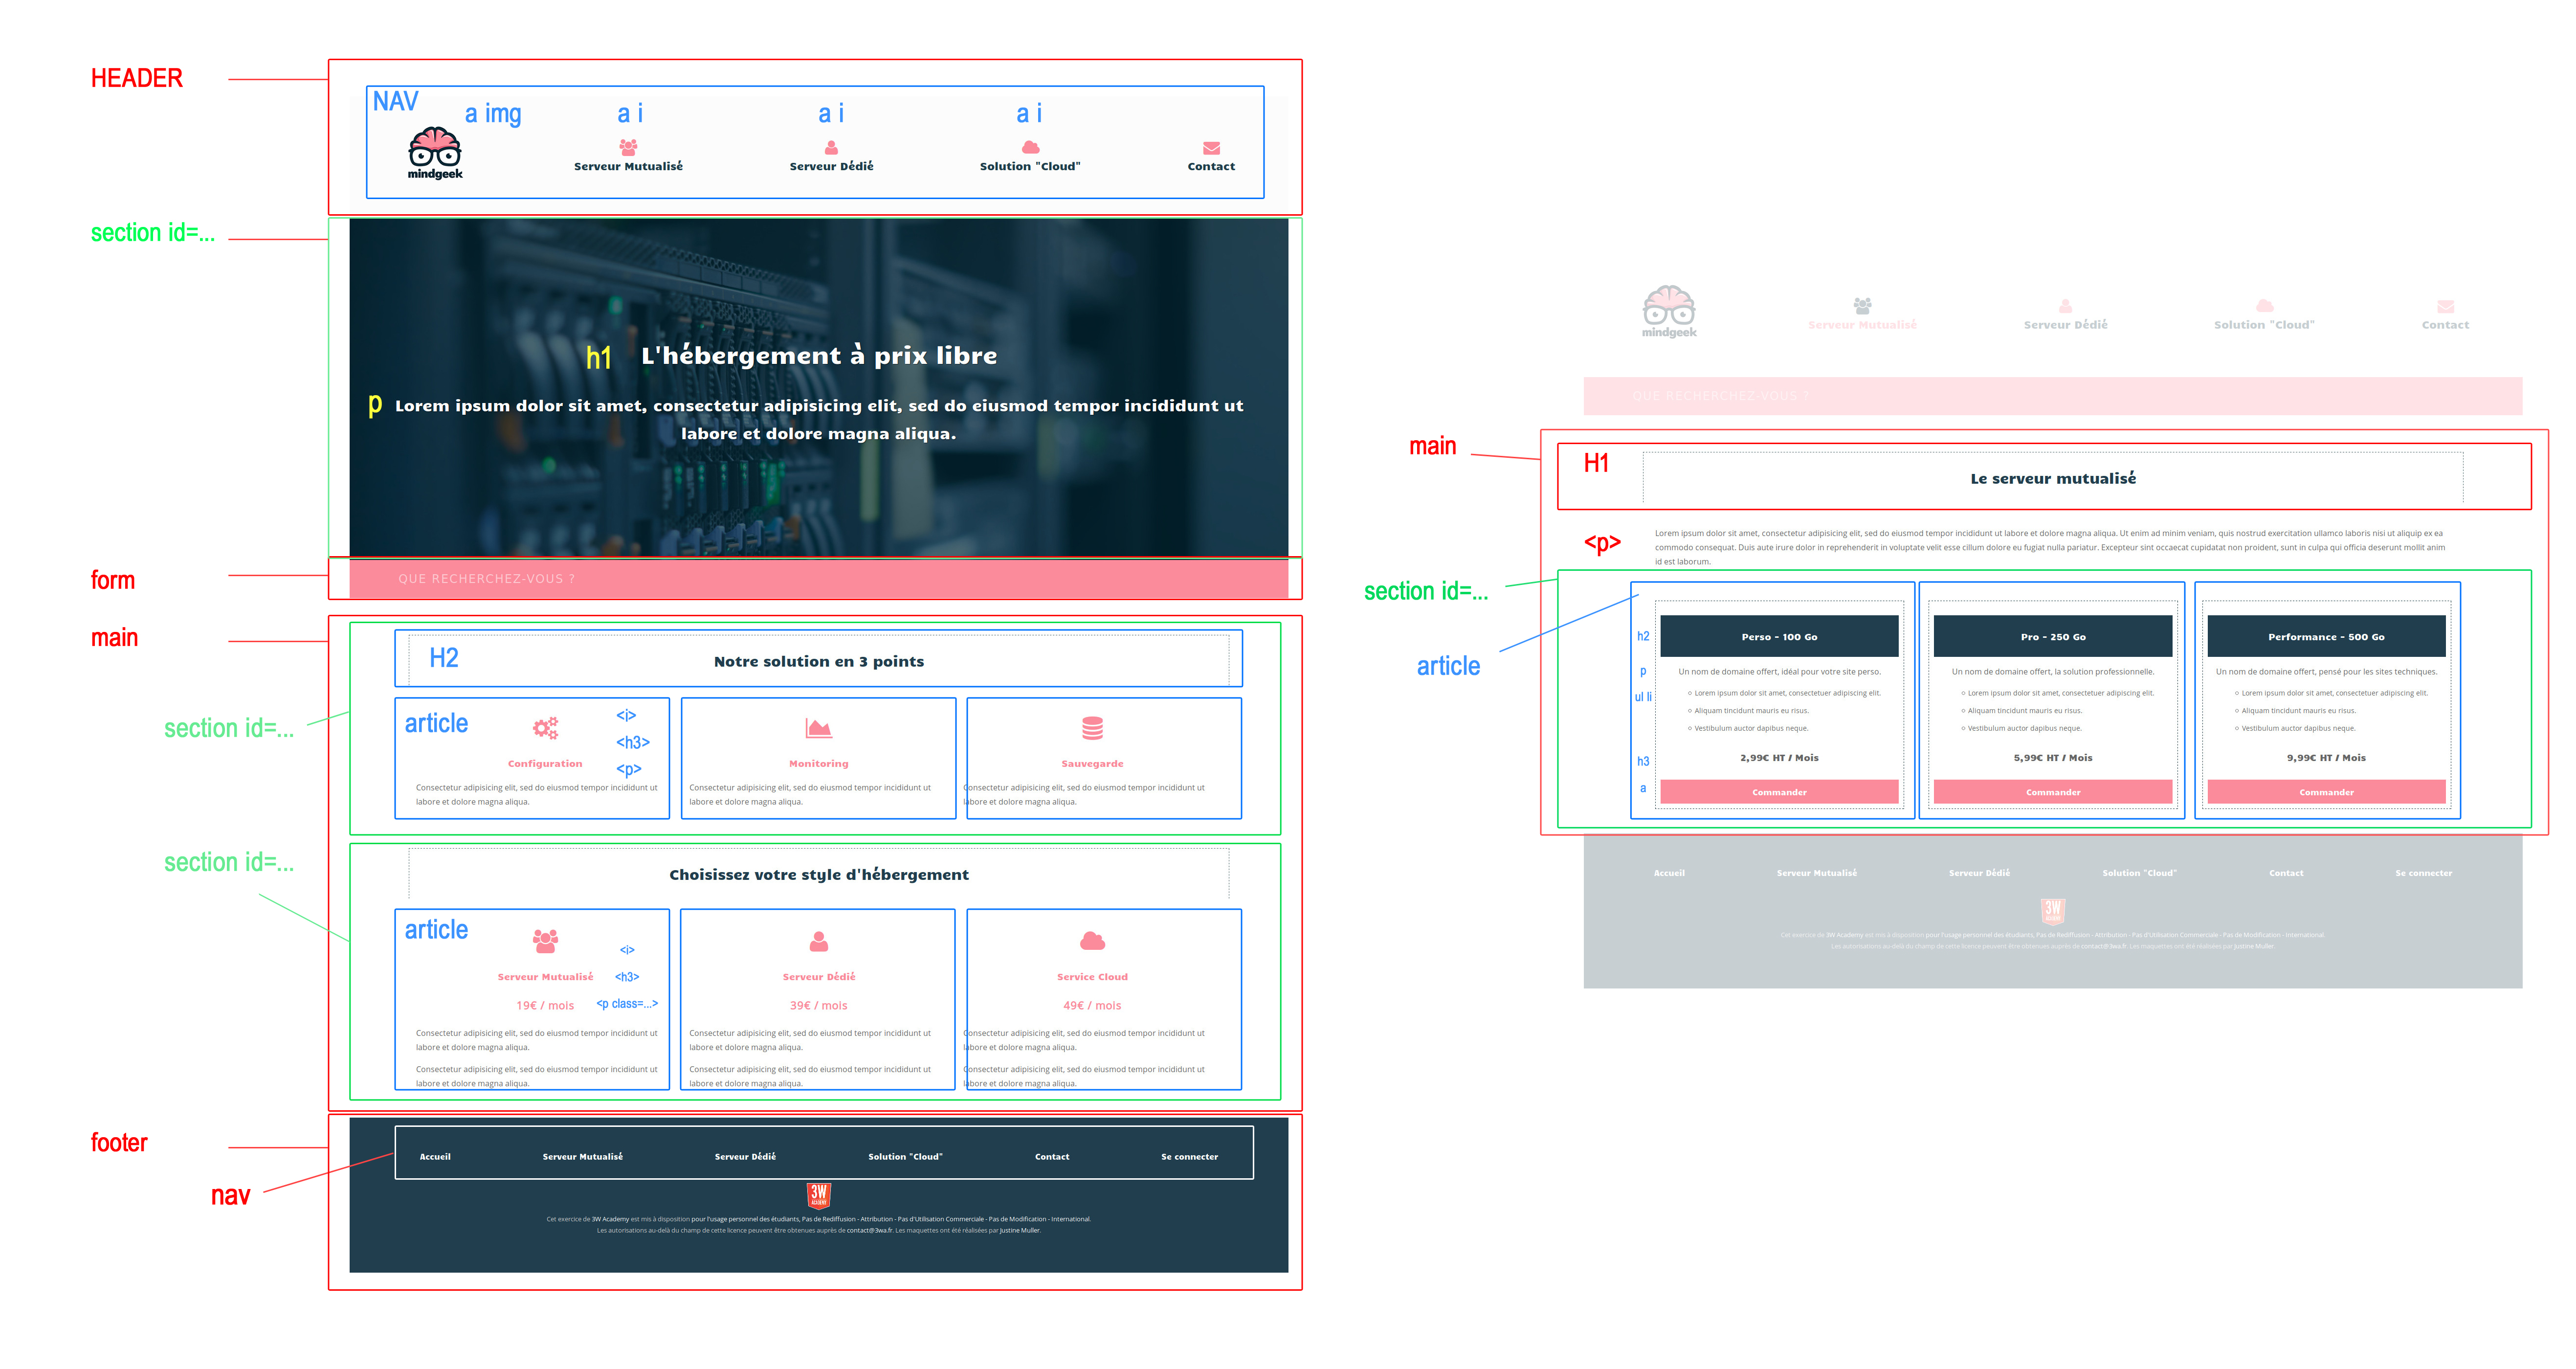 HEADER
NAV
a img
a i
a i
a i
mindgeek
Serveur Mutualisé
Serveur Dédié
Solution "Cloud"
Contact
section id=...
h1
L'hébergement à prix libre
p
Lorem ipsum dolor sit amet, consectetur adipisicing elit, sed do eiusmod tempor incididunt ut
labore et dolore magna aliqua.
form
QUE RECHERCHEZ-VOUS ?
main
H2
Notre solution en 3 points
section id=...
article
<i>
<h3>
<p>
Configuration
Consectetur adipisicing elit, sed do eiusmod tempor incididunt ut
labore et dolore magna aliqua.
Monitoring
Consectetur adipisicing elit, sed do eiusmod tempor incididunt ut
labore et dolore magna aliqua.
Sauvegarde
Consectetur adipisicing elit, sed do eiusmod tempor incididunt ut
labore et dolore magna aliqua.
section id=...
Choisissez votre style d'hébergement
article
<i>
<h3>
<p class=...>
Serveur Mutualisé
19€ / mois
Consectetur adipisicing elit, sed do eiusmod tempor incididunt ut
labore et dolore magna aliqua.
Consectetur adipisicing elit, sed do eiusmod tempor incididunt ut
labore et dolore magna aliqua.
Serveur Dédié
39€ / mois
Consectetur adipisicing elit, sed do eiusmod tempor incididunt ut
labore et dolore magna aliqua.
Consectetur adipisicing elit, sed do eiusmod tempor incididunt ut
labore et dolore magna aliqua.
Service Cloud
49€ / mois
Consectetur adipisicing elit, sed do eiusmod tempor incididunt ut
labore et dolore magna aliqua.
Consectetur adipisicing elit, sed do eiusmod tempor incididunt ut
labore et dolore magna aliqua.
footer
nav
Accueil
Serveur Mutualisé
Serveur Dédié
Solution "Cloud"
Contact
Se connecter
3W
ACADEMY
Cet exercice de 3W Academy est mis à disposition pour l'usage personnel des étudiants, Pas de Rediffusion - Attribution - Pas d'Utilisation Commerciale - Pas de Modification - International.
Les autorisations au-delà du champ de cette licence peuvent être obtenues auprès de contact@3wa.fr. Les maquettes ont été réalisées par Justine Muller.
mindgeek
Serveur Mutualisé
Serveur Dédié
Solution "Cloud"
Contact
QUE RECHERCHEZ-VOUS ?
main
H1
Le serveur mutualisé
<p>
Lorem ipsum dolor sit amet, consectetur adipisicing elit, sed do eiusmod tempor incididunt ut labore et dolore magna aliqua. Ut enim ad minim veniam, quis nostrud exercitation ullamco laboris nisi ut aliquip ex ea
commodo consequat. Duis aute irure dolor in reprehenderit in voluptate velit esse cillum dolore eu fugiat nulla pariatur. Excepteur sint occaecat cupidatat non proident, sunt in culpa qui officia deserunt mollit anim
id est laborum.
section id=...
article
h2
p
ul li
h3
a
Perso - 100 Go
Un nom de domaine offert, idéal pour votre site perso.
Lorem ipsum dolor sit amet, consectetuer adipiscing elit.
Aliquam tincidunt mauris eu risus.
Vestibulum auctor dapibus neque.
2,99€ HT / Mois
Commander
Pro - 250 Go
Un nom de domaine offert, la solution professionnelle.
Lorem ipsum dolor sit amet, consectetuer adipiscing elit.
Aliquam tincidunt mauris eu risus.
Vestibulum auctor dapibus neque.
5,99€ HT / Mois
Commander
Performance - 500 Go
Un nom de domaine offert, pensé pour les sites techniques.
Lorem ipsum dolor sit amet, consectetuer adipiscing elit.
Aliquam tincidunt mauris eu risus.
Vestibulum auctor dapibus neque.
9,99€ HT / Mois
Commander
Accueil
Serveur Mutualisé
Serveur Dédié
Solution "Cloud"
Contact
Se connecter
3W
ACADEMY
Cet exercice de 3W Academy est mis à disposition pour l'usage personnel des étudiants, Pas de Rediffusion - Attribution - Pas d'Utilisation Commerciale - Pas de Modification - International.
Les autorisations au-delà du champ de cette licence peuvent être obtenues auprès de contact@3wa.fr. Les maquettes ont été réalisées par Justine Muller.